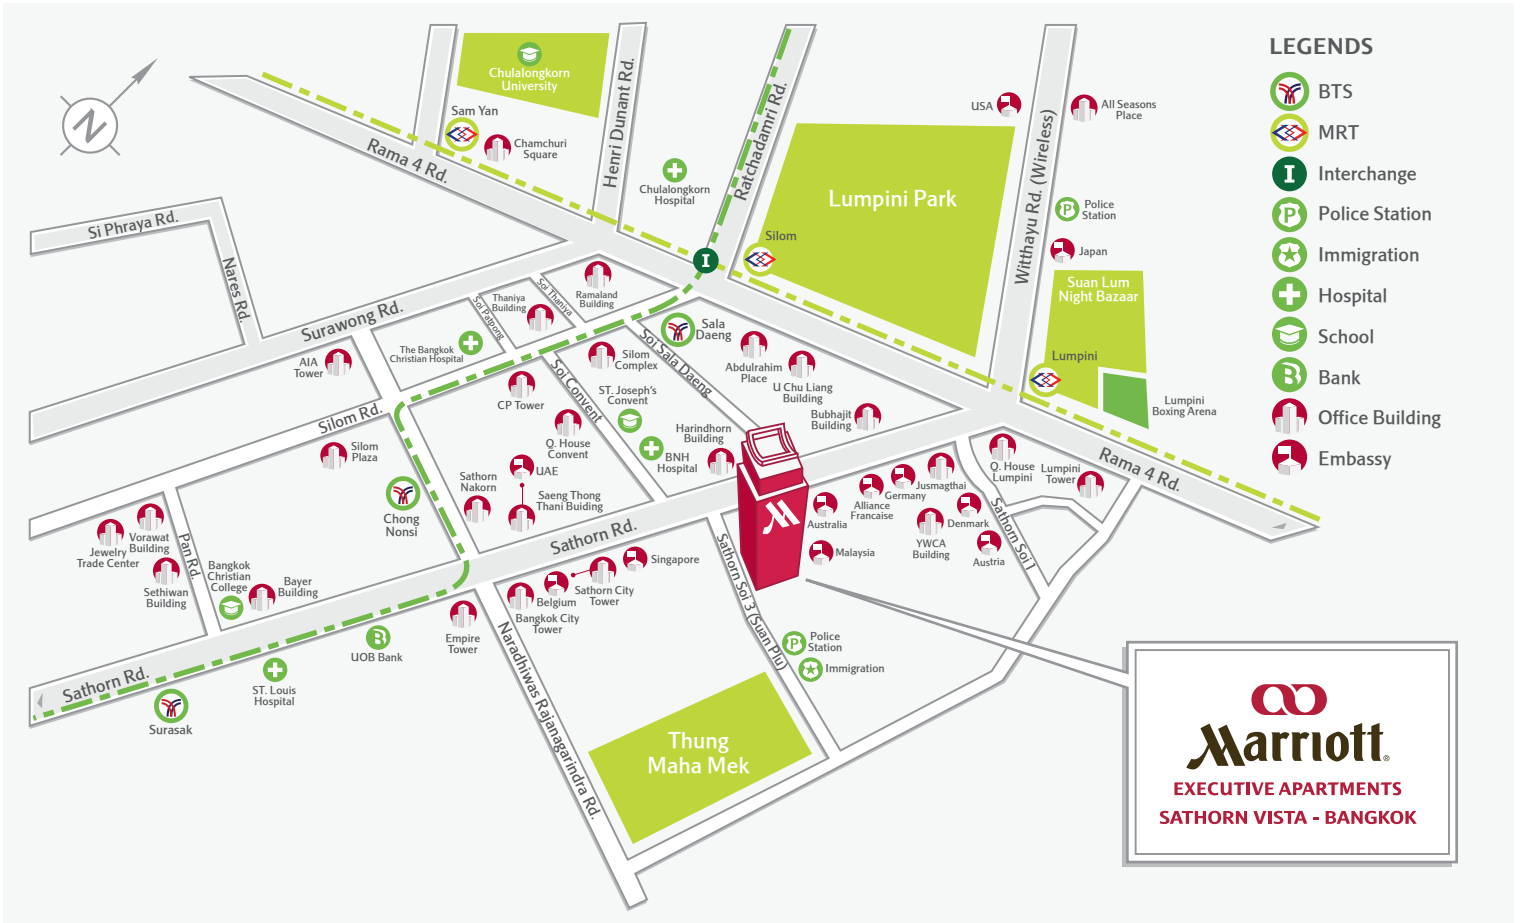 LEGENDS
BTS
MRT
Interchange
Police Station
Immigration
Hospital
School
Bank
Office Building
Embassy
N
Chulalongkorn
University
Sam Yan
Chamchuri
Square
Rama 4 Rd.
Henri Dunant Rd.
Chulalongkorn
Hospital
Ratchadamri Rd.
USA
All Seasons
Place
Witthayu Rd. (Wireless)
Lumpini Park
Police
Station
Japan
Silom
Suan Lum
Night Bazaar
Lumpini
Lumpini
Boxing Arena
Si Phraya Rd.
Nares Rd.
Surawong Rd.
Soi Patpong
Thaniya
Building
Soi Thaniya
Ramaland
Building
I
Sala
Daeng
AIA
Tower
The Bangkok
Christian Hospital
Silom
Complex
Soi Sala Daeng
Abdulrahim
Place
U Chu Liang
Building
Bubhajit
Building
Silom Rd.
CP Tower
Soi Convent
ST. Joseph's
Convent
Q. House
Convent
Harindhorn
Building
BNH
Hospital
Silom
Plaza
Sathorn
Nakorn
UAE
Saeng Thong
Thani Buiding
Chong
Nonsi
Sathorn Rd.
Australia
Alliance
Francaise
Germany
Jusmagthai
Q. House
Lumpini
Lumpini
Tower
Rama 4 Rd.
YWCA
Building
Denmark
Austria
Sathorn Soi 1
Malaysia
Vorawat
Building
Jewelry
Trade Center
Sethiwan
Building
Pan Rd.
Bangkok
Christian
College
Bayer
Building
Empire
Tower
Belgium
Bangkok City
Tower
Sathorn City
Tower
Singapore
Sathorn Soi 3 (Suan Plu)
Police
Station
Immigration
UOB Bank
ST. Louis
Hospital
Sathorn Rd.
Surasak
Naradhiwas Rajanagarindra Rd.
Thung
Maha Mek
Marriott®
EXECUTIVE APARTMENTS
SATHORN VISTA - BANGKOK